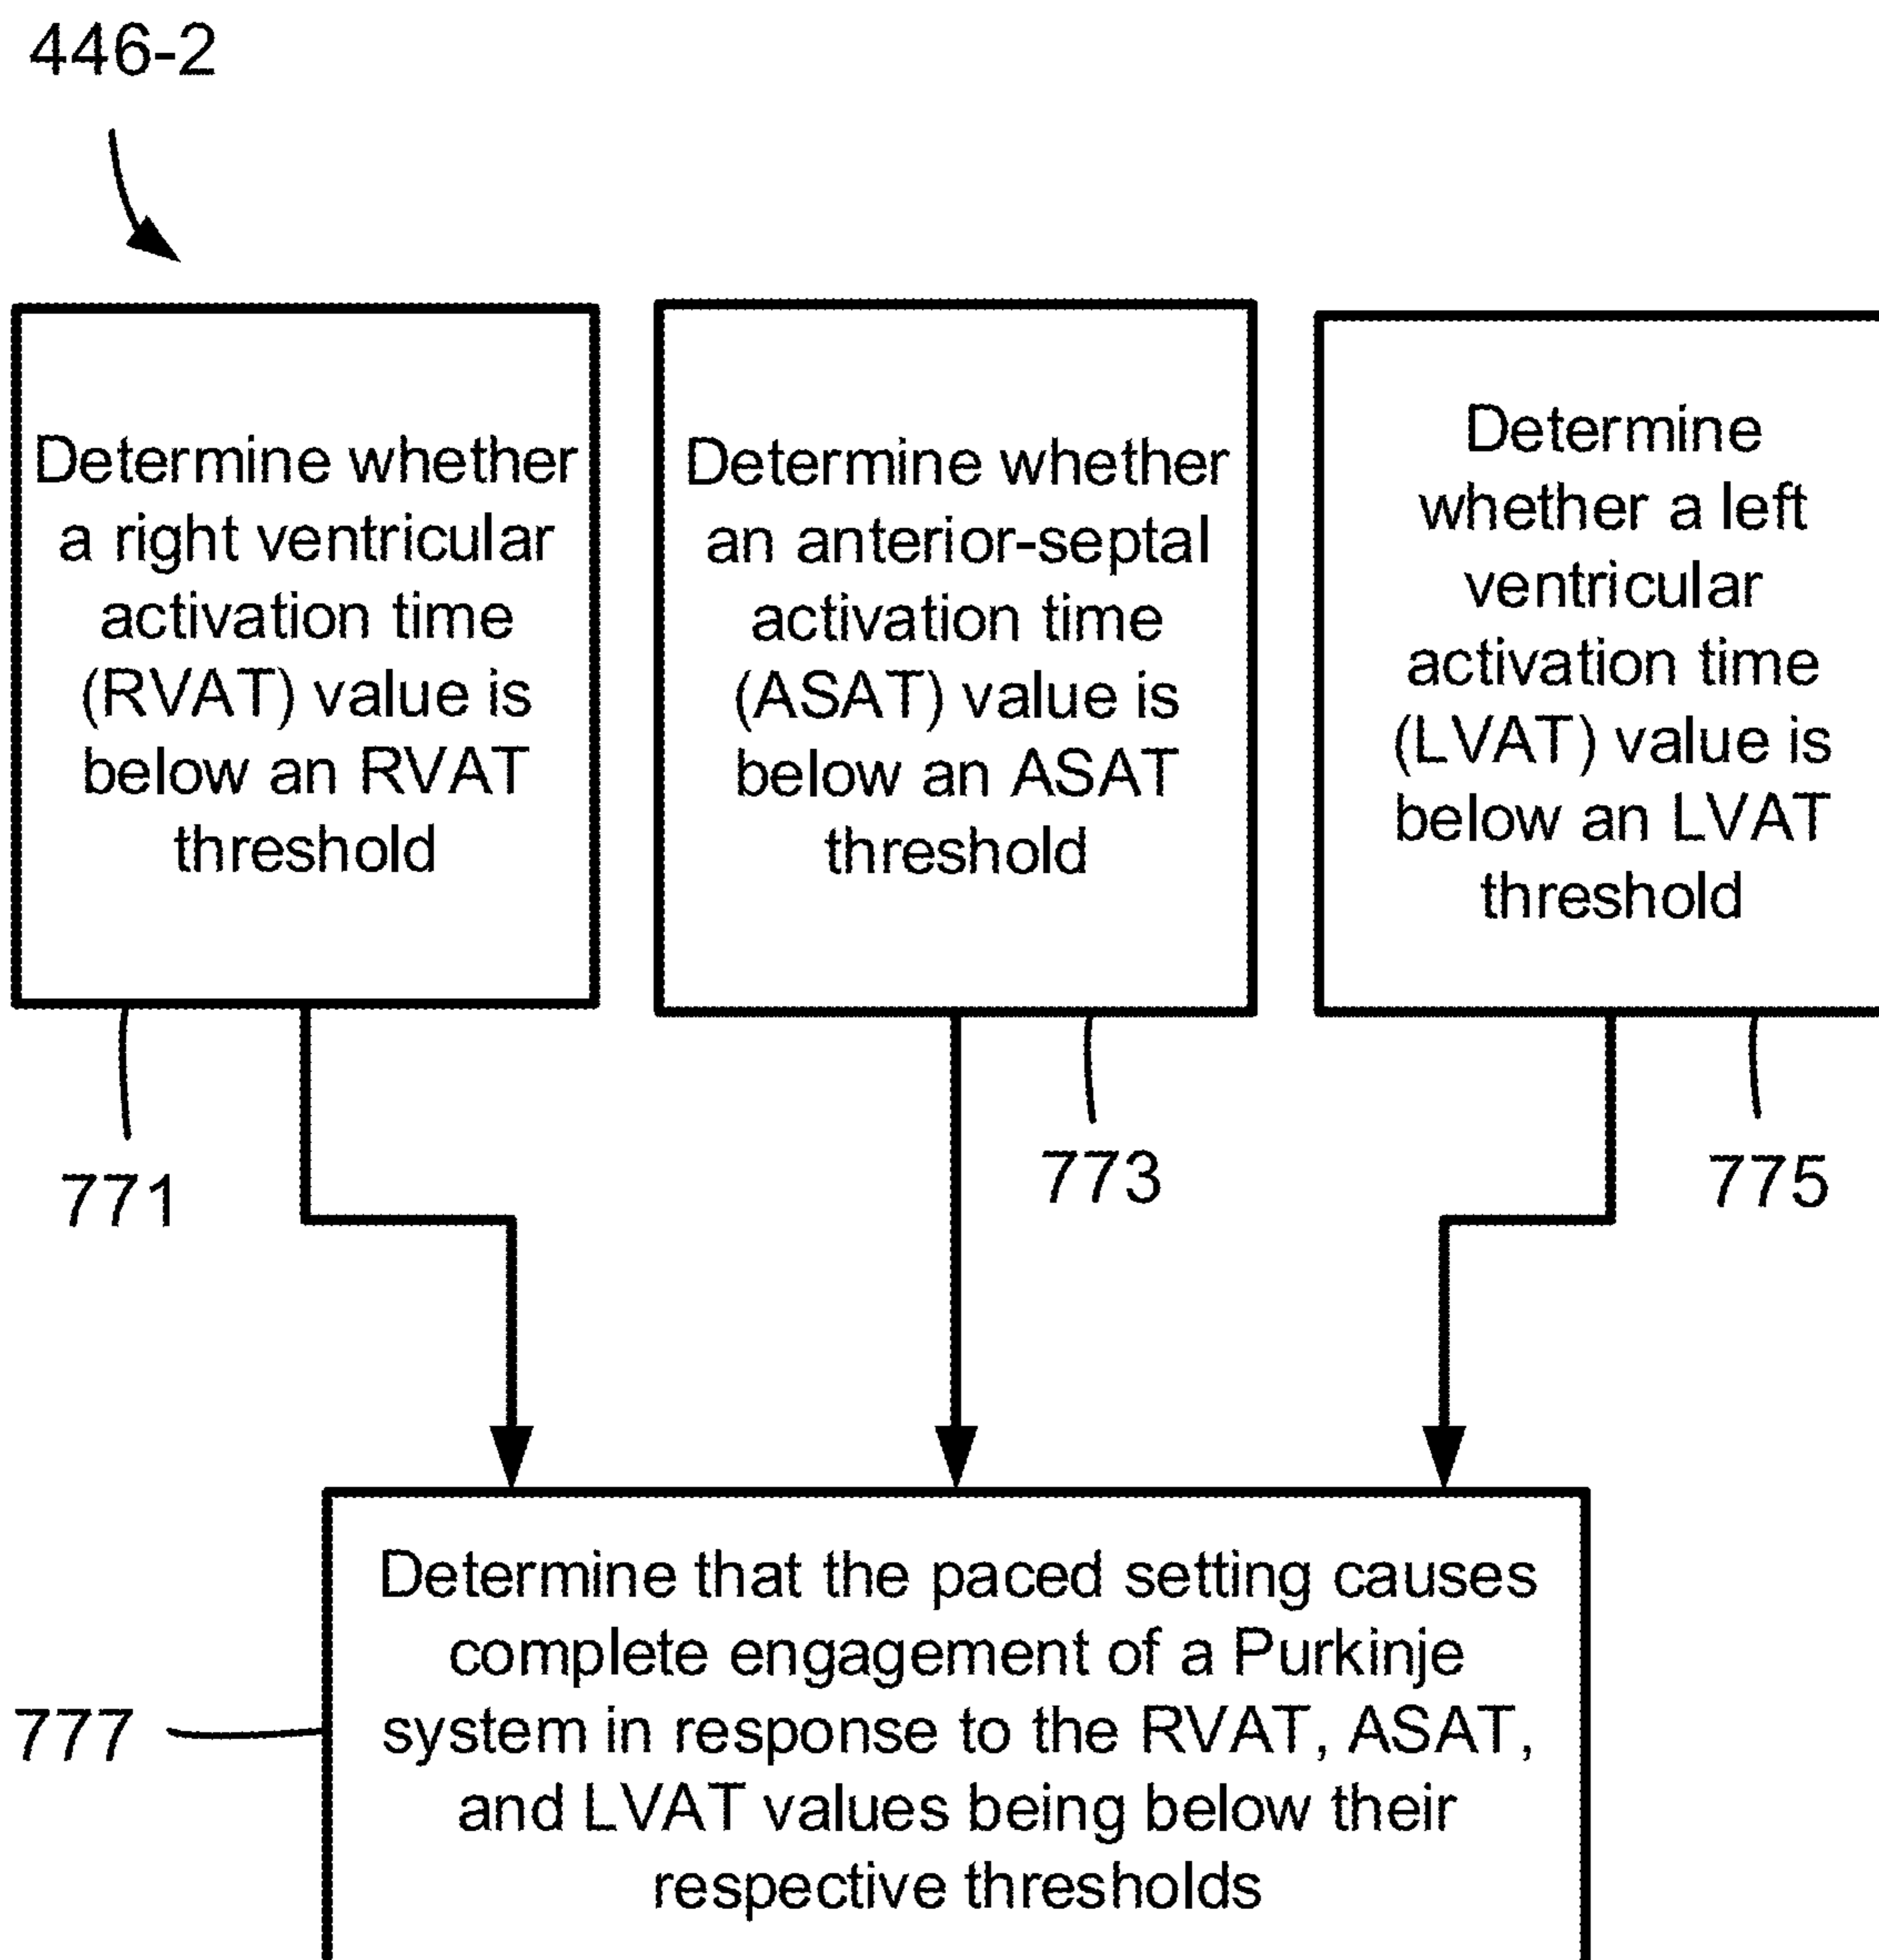 446-2
Determine whether
a right ventricular
activation time
(RVAT) value is
below an RVAT
threshold
Determine whether
an anterior-septal
activation time
(ASAT) value is
below an ASAT
threshold
Determine
whether a left
ventricular
activation time
(LVAT) value is
below an LVAT
threshold
771
773
775
Determine that the paced setting causes
complete engagement of a Purkinje
system in response to the RVAT, ASAT,
and LVAT values being below their
respective thresholds
777